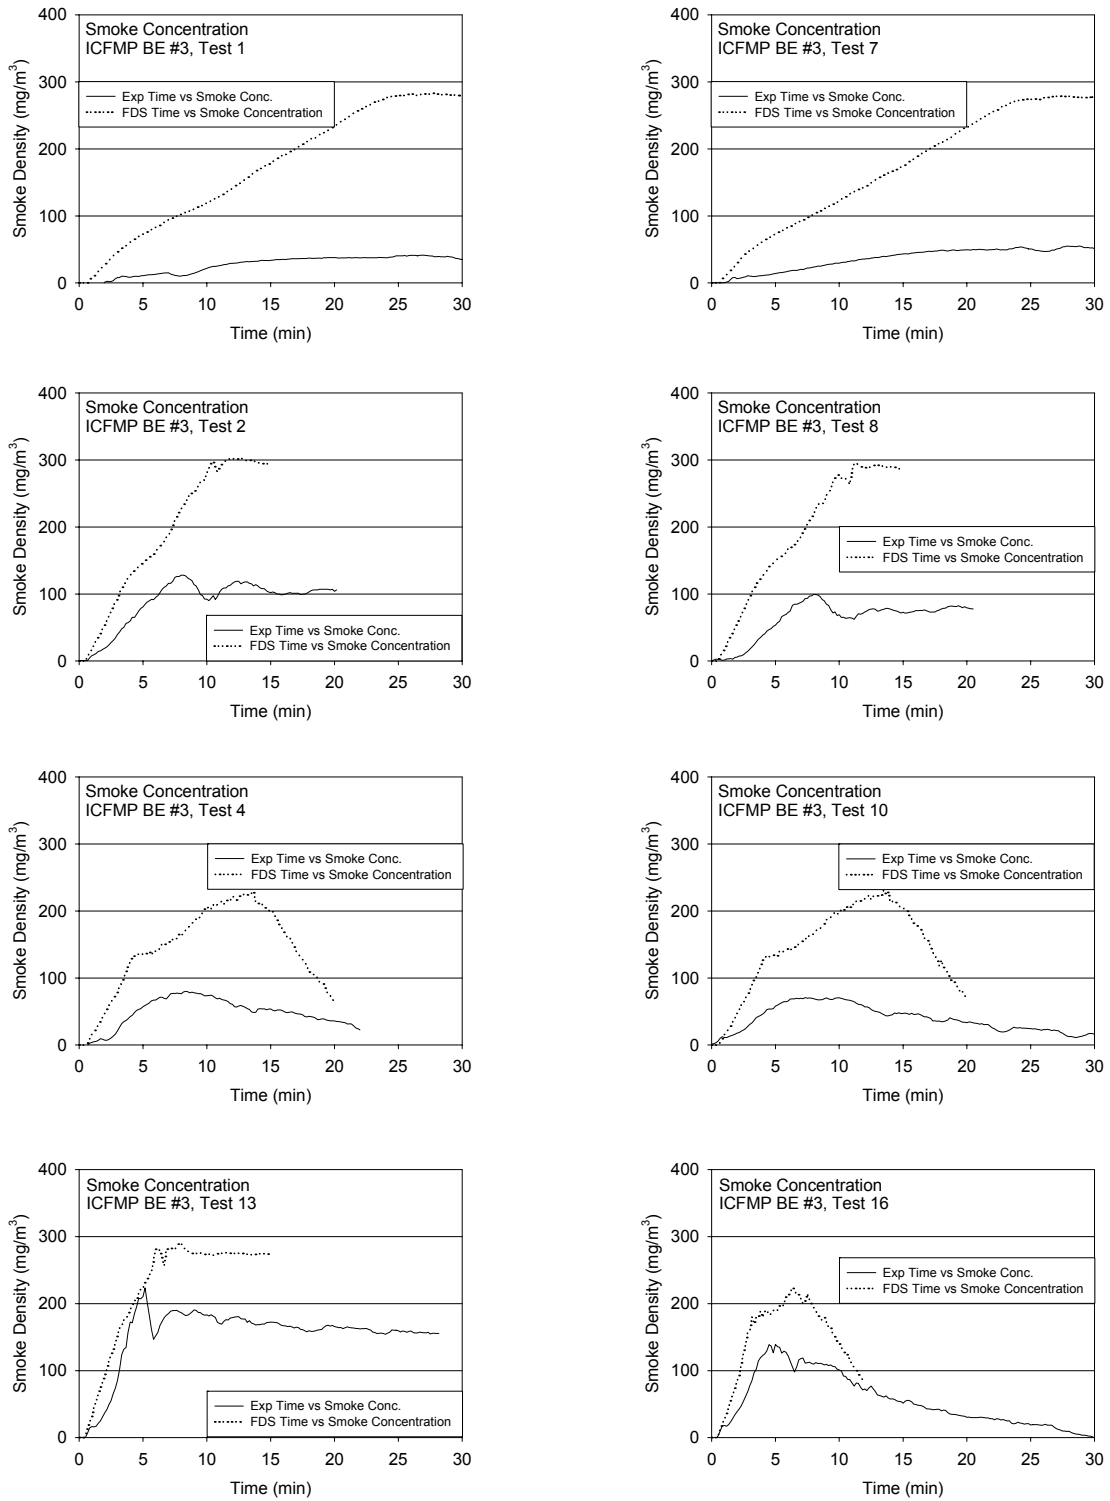 Smoke Concentration
ICFMP BE #3, Test 1
Exp Time vs Smoke Conc.
FDS Time vs Smoke Concentration
Smoke Density (mg/m³)
400
300
200
100
0
0 5 10 15 20 25 30
Time (min)
Smoke Concentration
ICFMP BE #3, Test 7
Exp Time vs Smoke Conc.
FDS Time vs Smoke Concentration
Smoke Density (mg/m³)
400
300
200
100
0
0 5 10 15 20 25 30
Time (min)
Smoke Concentration
ICFMP BE #3, Test 2
Exp Time vs Smoke Conc.
FDS Time vs Smoke Concentration
Smoke Density (mg/m³)
400
300
200
100
0
0 5 10 15 20 25 30
Time (min)
Smoke Concentration
ICFMP BE #3, Test 8
Exp Time vs Smoke Conc.
FDS Time vs Smoke Concentration
Smoke Density (mg/m³)
400
300
200
100
0
0 5 10 15 20 25 30
Time (min)
Smoke Concentration
ICFMP BE #3, Test 4
Exp Time vs Smoke Conc.
FDS Time vs Smoke Concentration
Smoke Density (mg/m³)
400
300
200
100
0
0 5 10 15 20 25 30
Time (min)
Smoke Concentration
ICFMP BE #3, Test 10
Exp Time vs Smoke Conc.
FDS Time vs Smoke Concentration
Smoke Density (mg/m³)
400
300
200
100
0
0 5 10 15 20 25 30
Time (min)
Smoke Concentration
ICFMP BE #3, Test 13
Exp Time vs Smoke Conc.
FDS Time vs Smoke Concentration
Smoke Density (mg/m³)
400
300
200
100
0
0 5 10 15 20 25 30
Time (min)
Smoke Concentration
ICFMP BE #3, Test 16
Exp Time vs Smoke Conc.
FDS Time vs Smoke Concentration
Smoke Density (mg/m³)
400
300
200
100
0
0 5 10 15 20 25 30
Time (min)